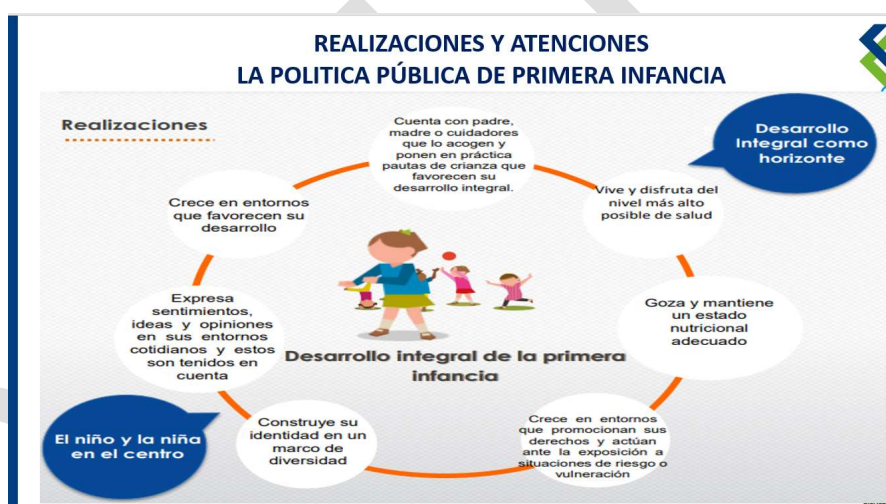 REALIZACIONES Y ATENCIONES
LA POLITICA PÚBLICA DE PRIMERA INFANCIA
Realizaciones
Cuenta con padre,
madre o cuidadores
que lo acogen y
ponen en práctica
pautas de crianza que
favorecen su
desarrollo integral.
Desarrollo
Integral como
horizonte
Vive y disfruta del
nivel más alto
posible de salud
Crece en entornos
que favorecen su
desarrollo
Goza y mantiene
un estado
nutricional
adecuado
Expresa
sentimientos,
ideas y opiniones
en sus entornos
cotidianos y estos
son tenidos en
cuenta
Desarrollo integral de la primera
infancia
Crece en entornos
que promocionan sus
derechos y actúan
ante la exposición a
situaciones de riesgo o
vulneración
Construye su
identidad en un
marco de
diversidad
El niño y la niña
en el centro